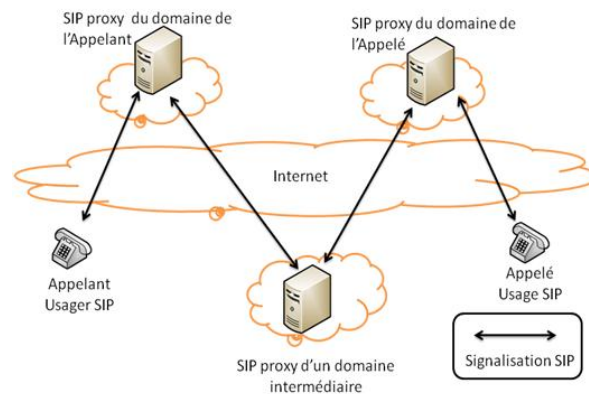 SIP proxy du domaine de
l'Appelant
SIP proxy du domaine de
l'Appelé
Internet
Appelant
Usager SIP
Appelé
Usage SIP
SIP proxy d'un domaine
intermédiaire
Signalisation SIP